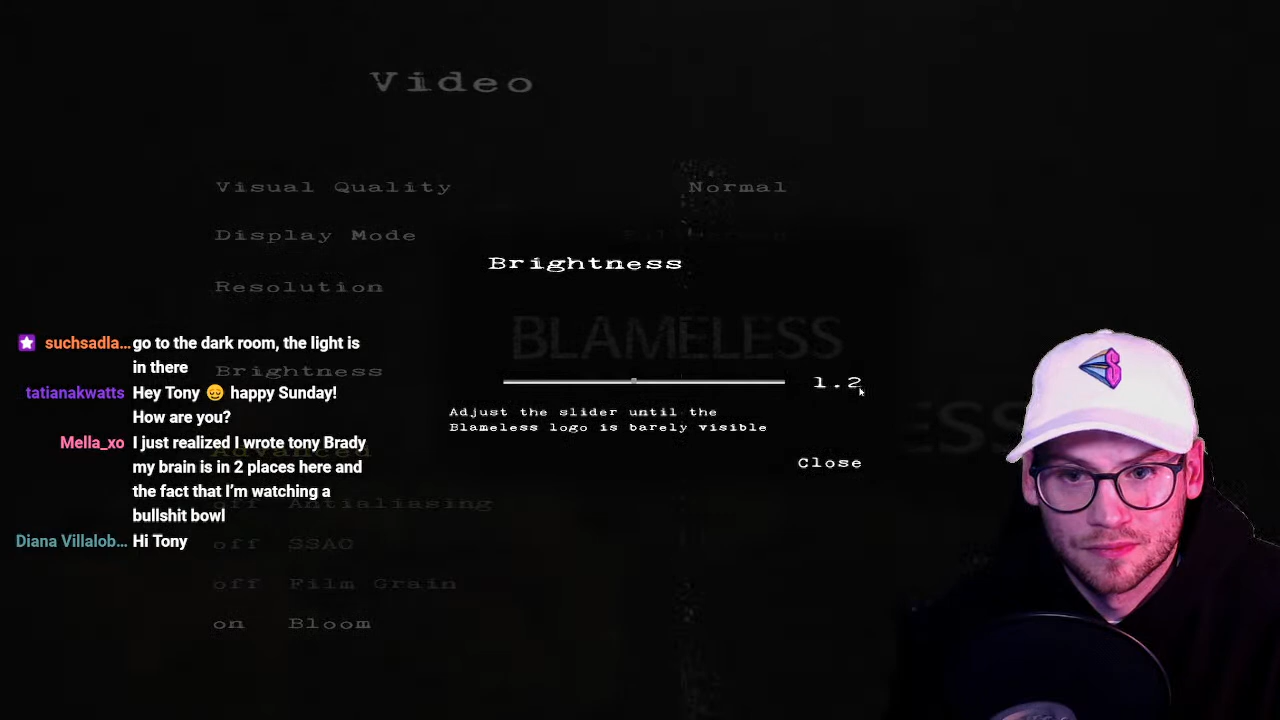 Video
Visual Quality Normal
Display Mode
Resolution
Brightness
BLAMELESS
1.2
Adjust the slider until the
Blameless logo is barely visible
Close
Brightness
Advanced
off Antialiasing
off SSAO
off Film Grain
on Bloom
ESS
suchsadla... go to the dark room, the light is
in there
tatianakwatts Hey Tony 😌 happy Sunday!
How are you?
Mella_xo I just realized I wrote tony Brady
my brain is in 2 places here and
the fact that I'm watching a
bullshit bowl
Diana Villalob... Hi Tony